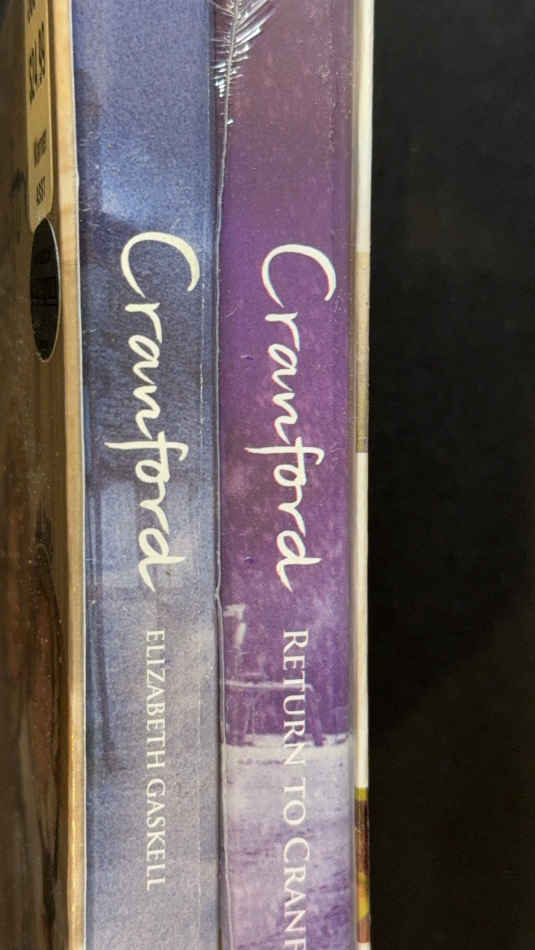 Cranford
ELIZABETH GASKELL
Cranford
RETURN TO CRANF